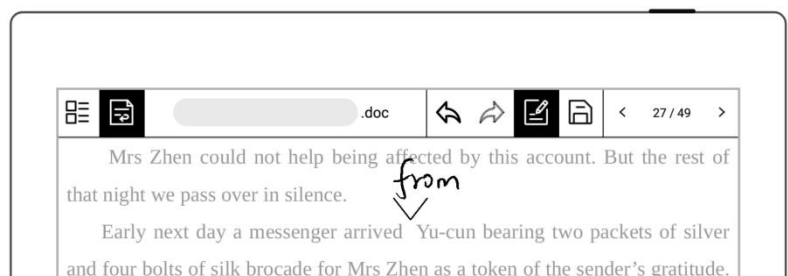 .doc
27 / 49
Mrs Zhen could not help being affected by this account. But the rest of
that night we pass over in silence.
from
Early next day a messenger arrived Yu-cun bearing two packets of silver
and four bolts of silk brocade for Mrs Zhen as a token of the sender’s gratitude.